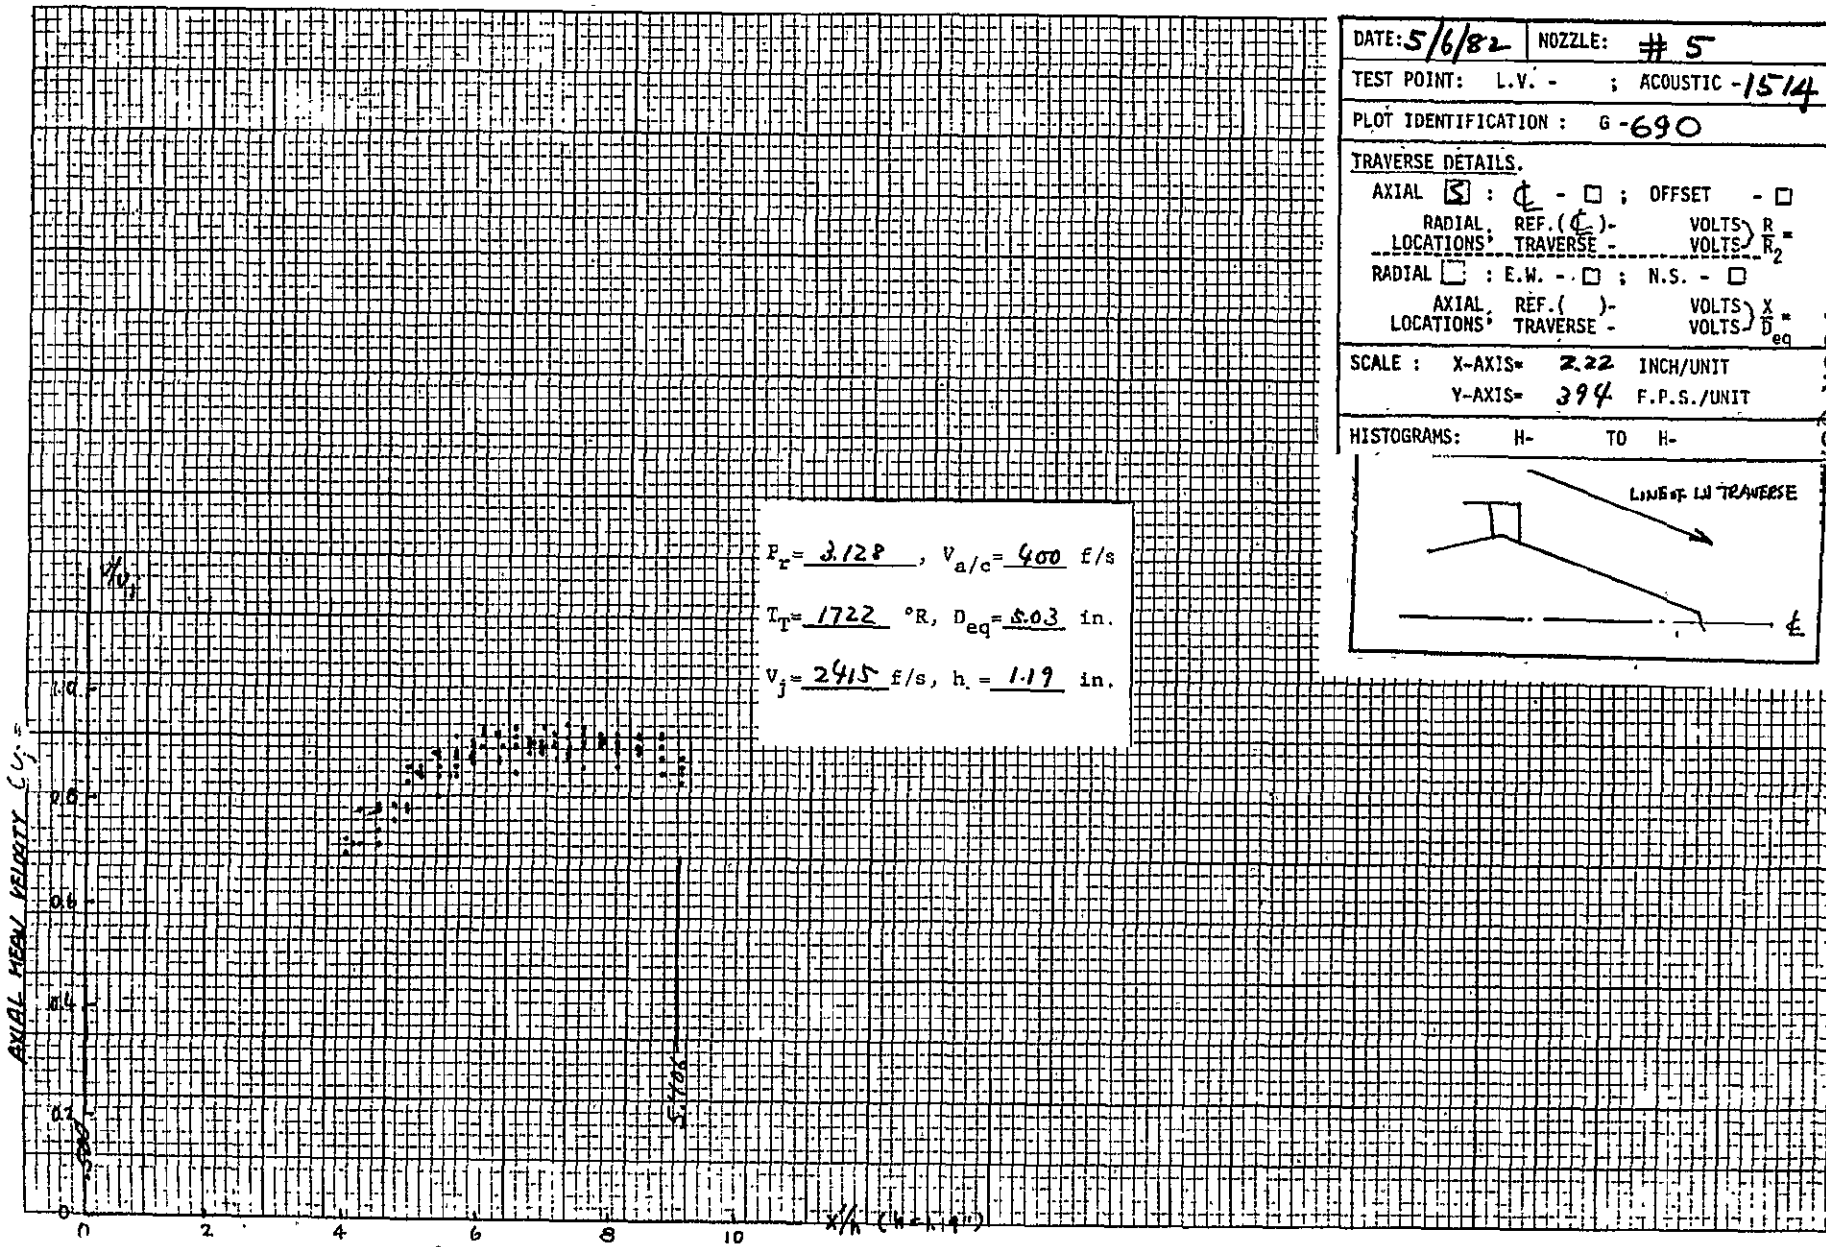 DATE: 5/6/82 NOZZLE: # 5
TEST POINT: L.V. - ; ACOUSTIC -1514
PLOT IDENTIFICATION : G -690
TRAVERSE DETAILS.
AXIAL S : ℄ - □ ; OFFSET - □
RADIAL REF.(℄)- VOLTS R
LOCATIONS: TRAVERSE - VOLTS R2 =
RADIAL □ : E.W. - □ ; N.S. - □
AXIAL REF.( )- VOLTS X
LOCATIONS: TRAVERSE - VOLTS Deq =
SCALE : X-AXIS= 2.22 INCH/UNIT
Y-AXIS= 394 F.P.S./UNIT
HISTOGRAMS: H- TO H-
LINE OF LV TRAVERSE
℄
Pr= 3.128 , Va/c= 400 f/s
TT= 1722 °R, Deq= 5.03 in.
Vj= 2415 f/s, h = 1.19 in.
V/Vj
1.0
0.8
0.6
0.4
0.2
0
AXIAL MEAN VELOCITY (Vj =
5.406
0 2 4 6 8 10
X/h